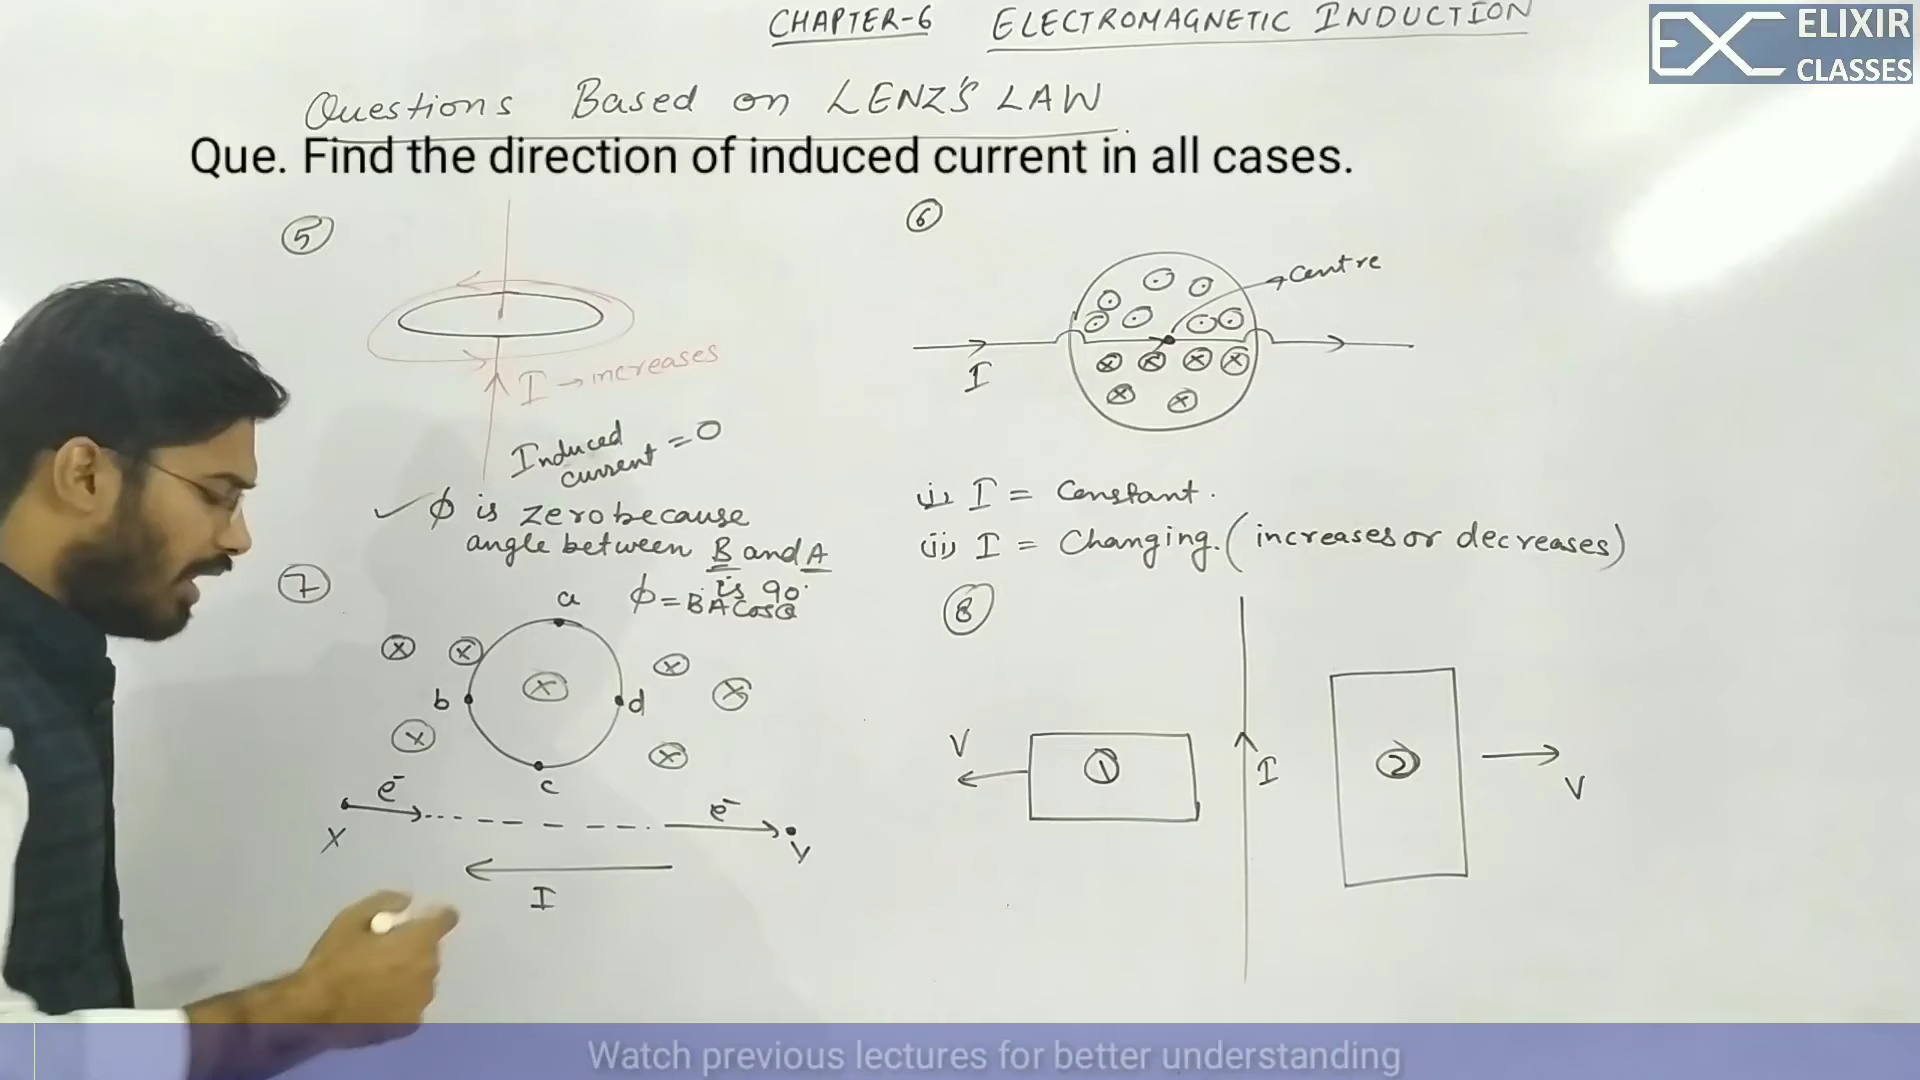 CHAPTER-6 ELECTROMAGNETIC INDUCTION
ELIXIR
CLASSES
Questions Based on LENZ'S LAW
Que. Find the direction of induced current in all cases.
5
I → increases
Induced
current = 0
✓ ϕ is zero because
angle between B and A
is 90°
ϕ = BA Cosθ
6
Centre
I
(i) I = Constant.
(ii) I = Changing. (increases or decreases)
7
a
b
d
c
e⁻
e⁻
X
Y
I
8
V
1
I
2
V
Watch previous lectures for better understanding